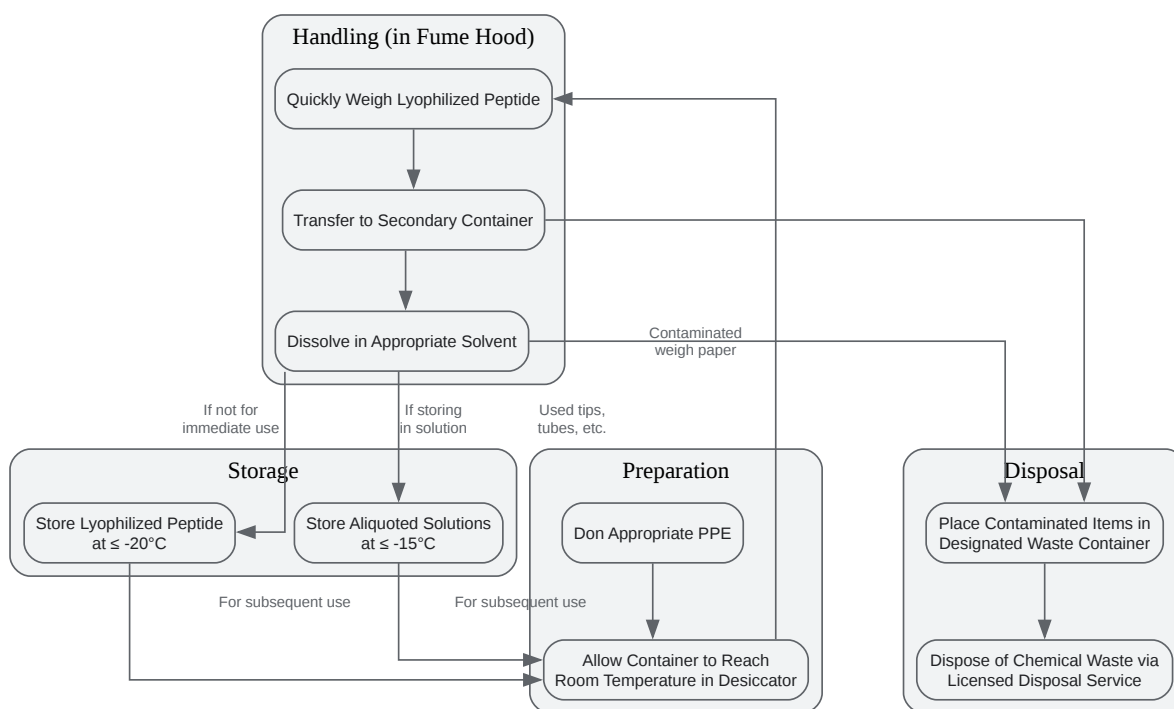 Handling (in Fume Hood)
Quickly Weigh Lyophilized Peptide
Transfer to Secondary Container
Dissolve in Appropriate Solvent
Contaminated
weigh paper
If not for
immediate use
If storing
in solution
Used tips,
tubes, etc.
Storage
Store Lyophilized Peptide
at ≤ -20°C
Store Aliquoted Solutions
at ≤ -15°C
For subsequent use
For subsequent use
Preparation
Don Appropriate PPE
Allow Container to Reach
Room Temperature in Desiccator
Disposal
Place Contaminated Items in
Designated Waste Container
Dispose of Chemical Waste via
Licensed Disposal Service